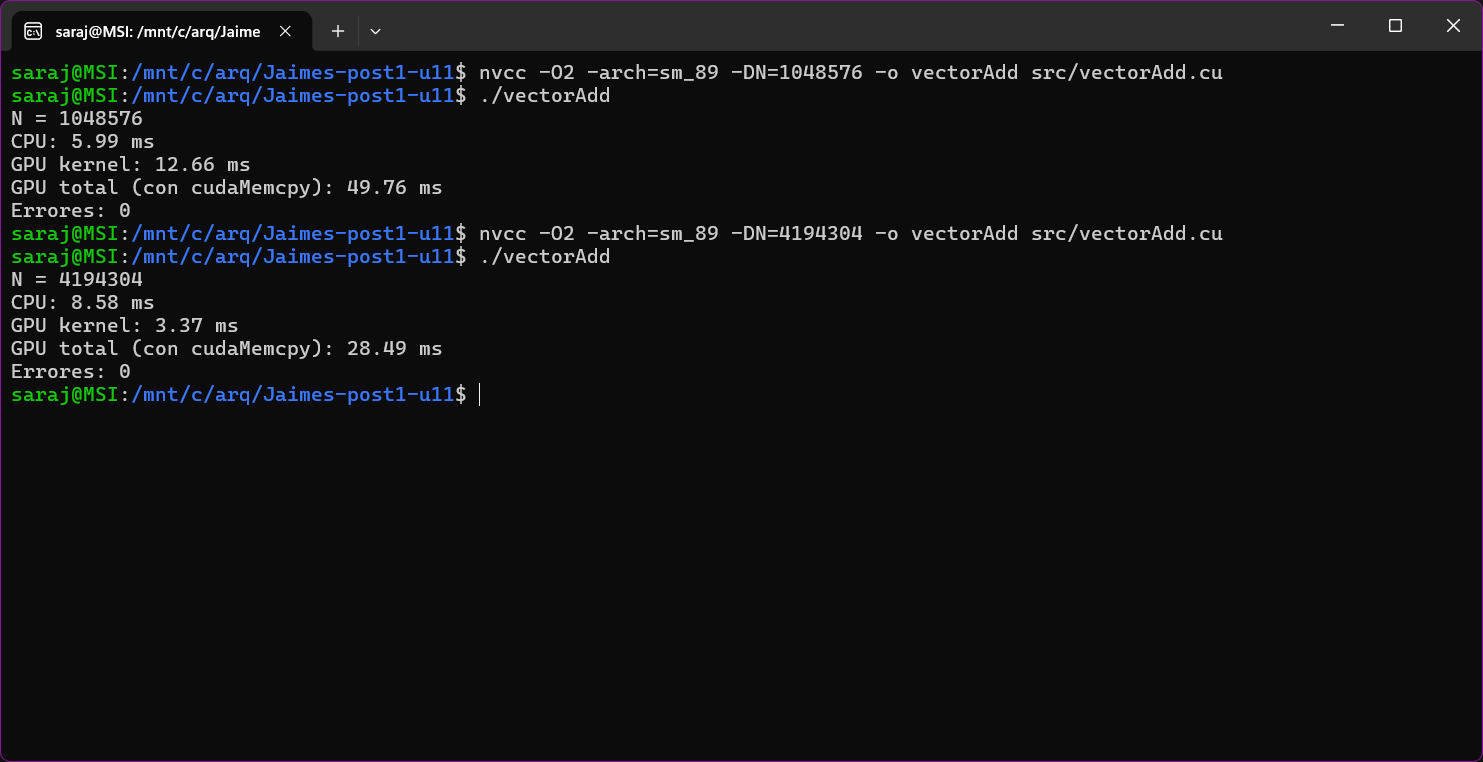 saraj@MSI: /mnt/c/arq/Jaime
saraj@MSI:/mnt/c/arq/Jaimes-post1-u11$ nvcc -O2 -arch=sm_89 -DN=1048576 -o vectorAdd src/vectorAdd.cu
saraj@MSI:/mnt/c/arq/Jaimes-post1-u11$ ./vectorAdd
N = 1048576
CPU: 5.99 ms
GPU kernel: 12.66 ms
GPU total (con cudaMemcpy): 49.76 ms
Errores: 0
saraj@MSI:/mnt/c/arq/Jaimes-post1-u11$ nvcc -O2 -arch=sm_89 -DN=4194304 -o vectorAdd src/vectorAdd.cu
saraj@MSI:/mnt/c/arq/Jaimes-post1-u11$ ./vectorAdd
N = 4194304
CPU: 8.58 ms
GPU kernel: 3.37 ms
GPU total (con cudaMemcpy): 28.49 ms
Errores: 0
saraj@MSI:/mnt/c/arq/Jaimes-post1-u11$